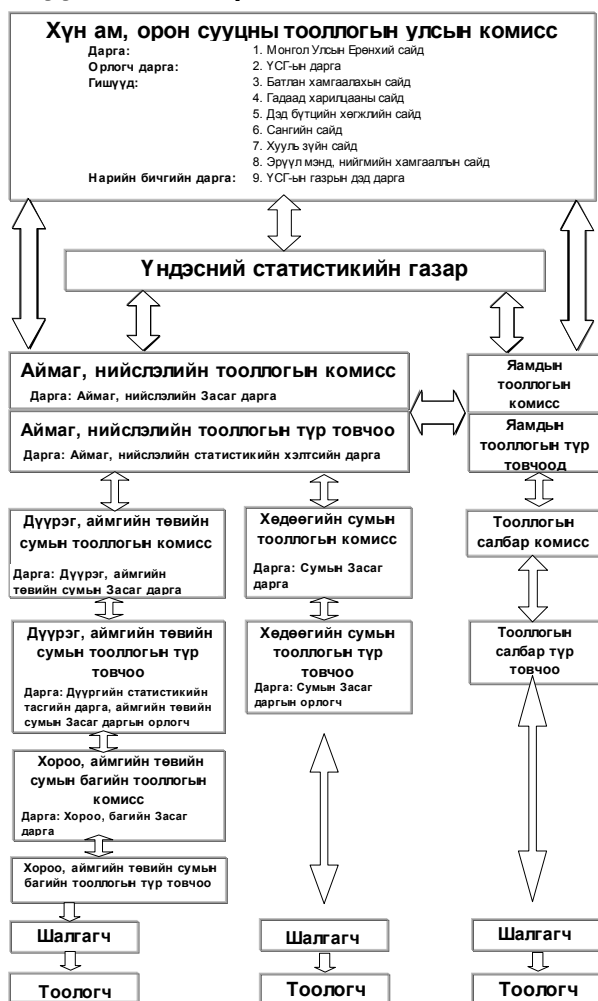 Хүн ам, орон сууцны тооллогын улсын комисс
Дарга: 1. Монгол Улсын Ерөнхий сайд
Орлогч дарга: 2. ҮСГ-ын дарга
Гишүүд: 3. Батлан хамгаалахын сайд
4. Гадаад харилцааны сайд
5. Дэд бүтцийн хөгжлийн сайд
6. Сангийн сайд
7. Хууль зүйн сайд
8. Эрүүл мэнд, нийгмийн хамгааллын сайд
Нарийн бичгийн дарга: 9. ҮСГ-ын газрын дэд дарга
Үндэсний статистикийн газар
Аймаг, нийслэлийн тооллогын комисс
Дарга: Аймаг, нийслэлийн Засаг дарга
Аймаг, нийслэлийн тооллогын түр товчоо
Дарга: Аймаг, нийслэлийн статистикийн хэлтсийн дарга
Яамдын
тооллогын
комисс
Яамдын
тооллогын түр
товчоод
Дүүрэг, аймгийн төвийн
сумын тооллогын комисс
Дарга: Дүүрэг, аймгийн
төвийн сумын Засаг дарга
Хөдөөгийн сумын
тооллогын комисс
Дарга: Сумын Засаг
дарга
Тооллогын
салбар комисс
Дүүрэг, аймгийн төвийн
сумын тооллогын түр
товчоо
Дарга: Дүүргийн статистикийн
тасгийн дарга, аймгийн төвийн
сумын Засаг даргын орлогч
Хөдөөгийн сумын
тооллогын түр
товчоо
Дарга: Сумын Засаг
даргын орлогч
Тооллогын
салбар түр
товчоо
Хороо, аймгийн төвийн
сумын багийн тооллогын
комисс
Дарга: Хороо, багийн Засаг
дарга
Хороо, аймгийн төвийн сумын
багийн тооллогын түр товчоо
Шалгагч
Шалгагч
Шалгагч
Тоологч
Тоологч
Тоологч